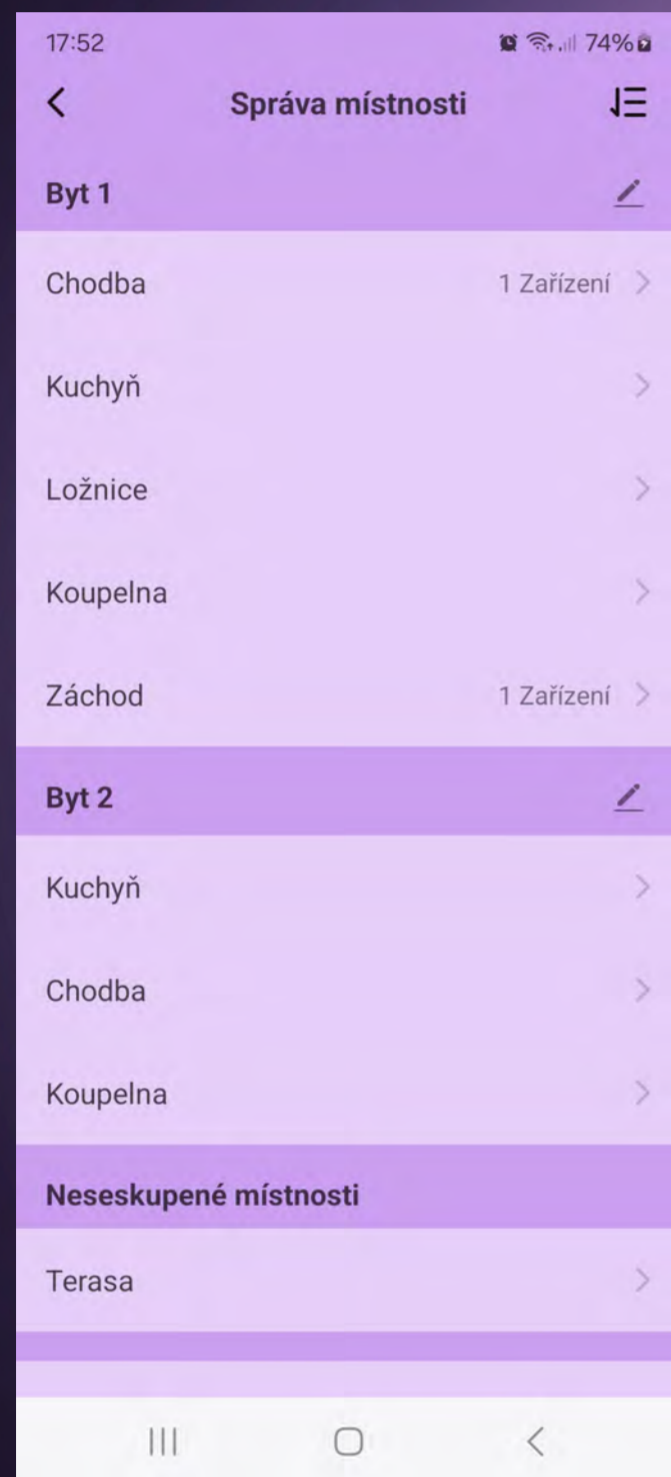 17:52
74%
Správa místnosti
Byt 1
Chodba
1 Zařízení
Kuchyň
Ložnice
Koupelna
Záchod
1 Zařízení
Byt 2
Kuchyň
Chodba
Koupelna
Neseskupené místnosti
Terasa